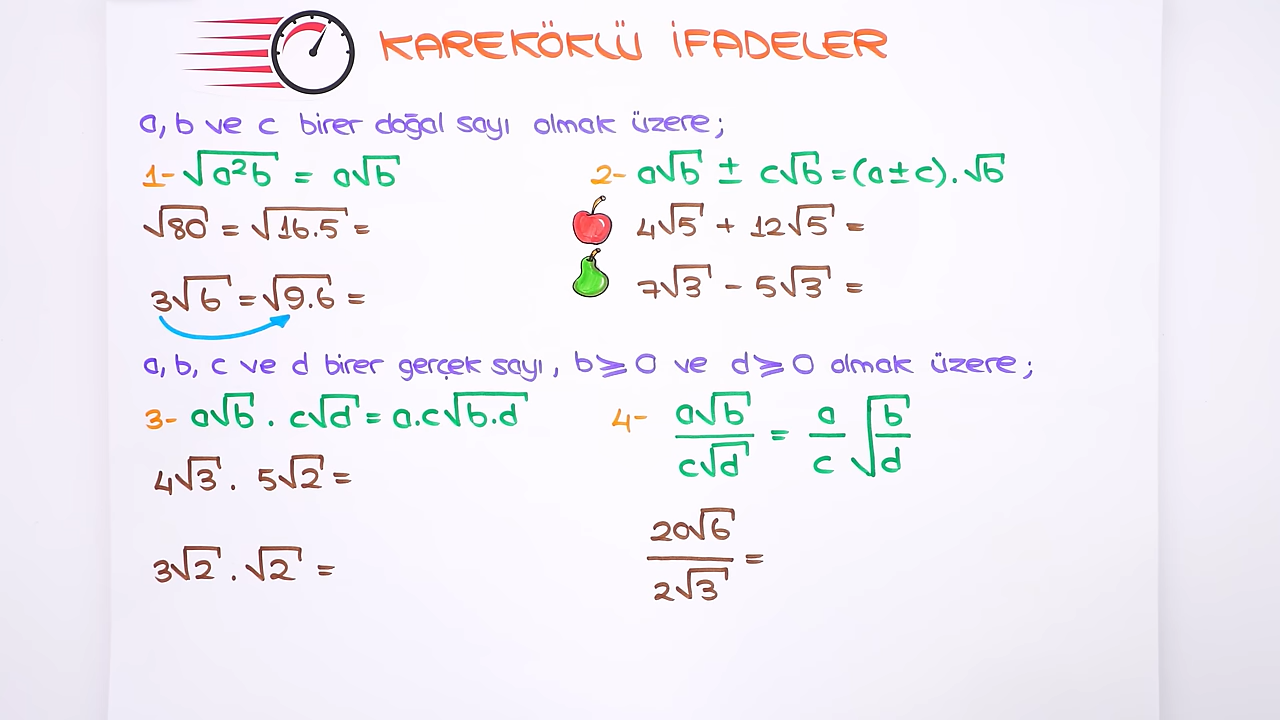 KAREKÖKLÜ İFADELER
a, b ve c birer doğal sayı olmak üzere;
1- √(a²b) = a√b
√80 = √(16.5) =
3√6 = √(9.6) =
2- a√b ± c√b = (a ± c).√b
4√5 + 12√5 =
7√3 - 5√3 =
a, b, c ve d birer gerçek sayı, b ⩾ 0 ve d ⩾ 0 olmak üzere;
3- a√b . c√d = a.c√(b.d)
4√3 . 5√2 =
3√2 . √2 =
4- a√b / c√d = a/c √(b/d)
20√6 / 2√3 =